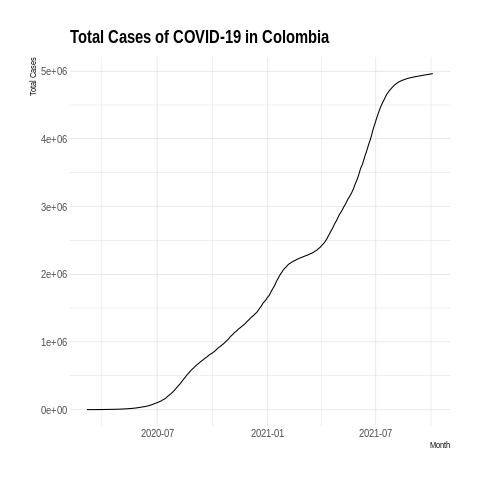 Total Cases of COVID-19 in Colombia
Total Cases
5e+06
4e+06
3e+06
2e+06
1e+06
0e+00
2020-07
2021-01
2021-07
Month